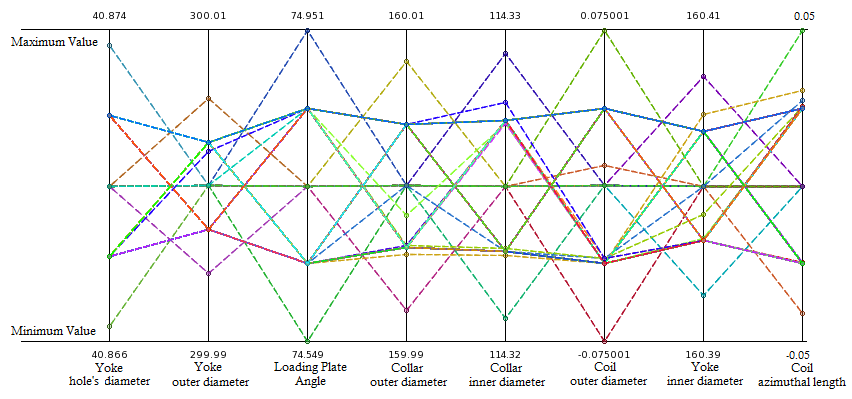 40.874 300.01 74.951 160.01 114.33 0.075001 160.41 0.05
Maximum Value
Minimum Value
40.866 299.99 74.549 159.99 114.32 -0.075001 160.39 -0.05
Yoke Yoke Loading Plate Collar Collar Coil Yoke Coil
hole's diameter outer diameter Angle outer diameter inner diameter outer diameter inner diameter azimuthal length